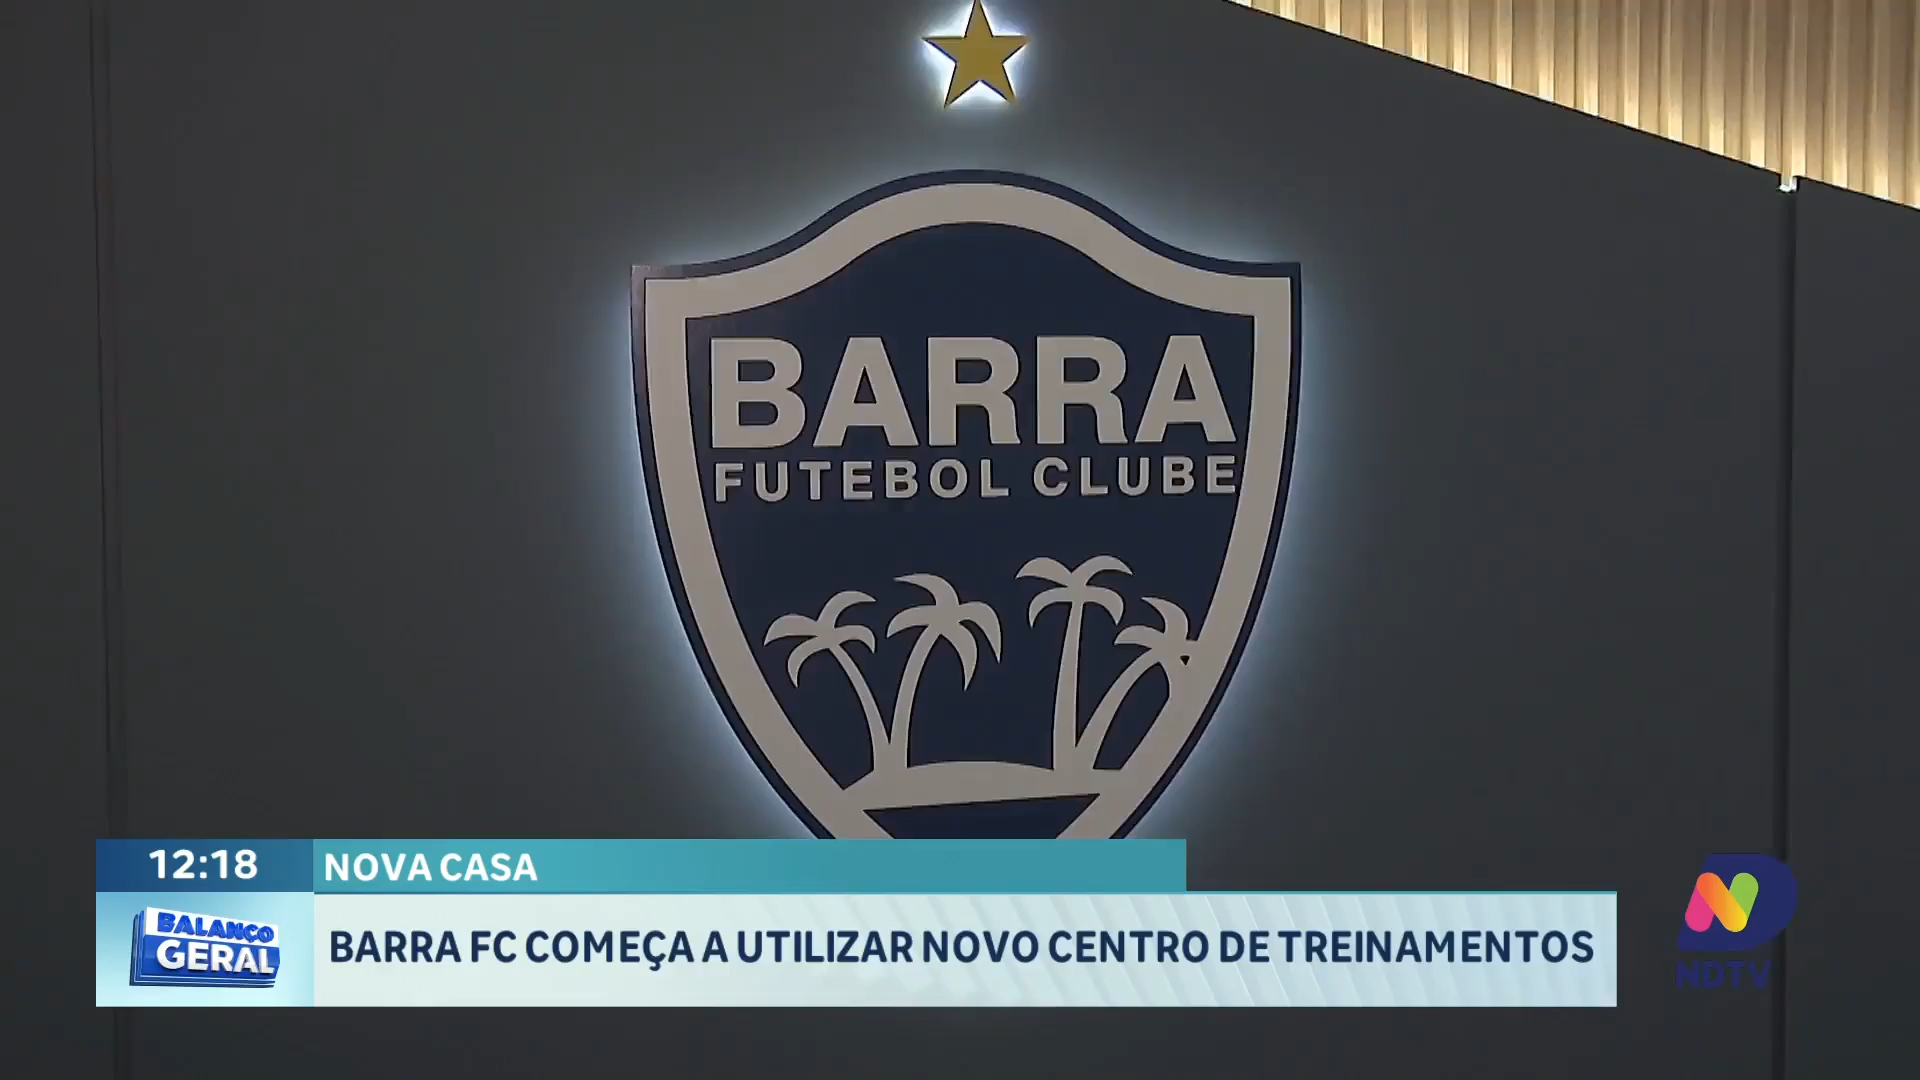 BARRA
FUTEBOL CLUBE
12:18
NOVA CASA
BALANÇO
GERAL
BARRA FC COMEÇA A UTILIZAR NOVO CENTRO DE TREINAMENTOS
N
NDTV